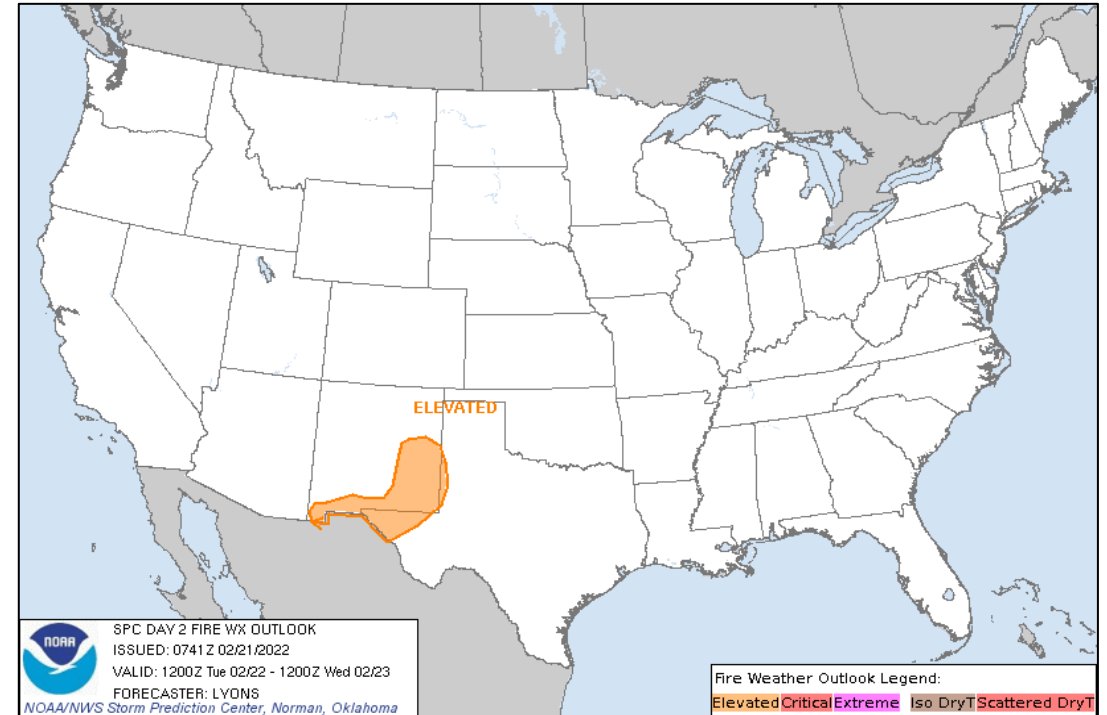 ELEVATED
NOAA
SPC DAY 2 FIRE WX OUTLOOK
ISSUED: 0741Z 02/21/2022
VALID: 1200Z Tue 02/22 - 1200Z Wed 02/23
FORECASTER: LYONS
NOAA/NWS Storm Prediction Center, Norman, Oklahoma
Fire Weather Outlook Legend:
Elevated Critical Extreme Iso DryT Scattered DryT